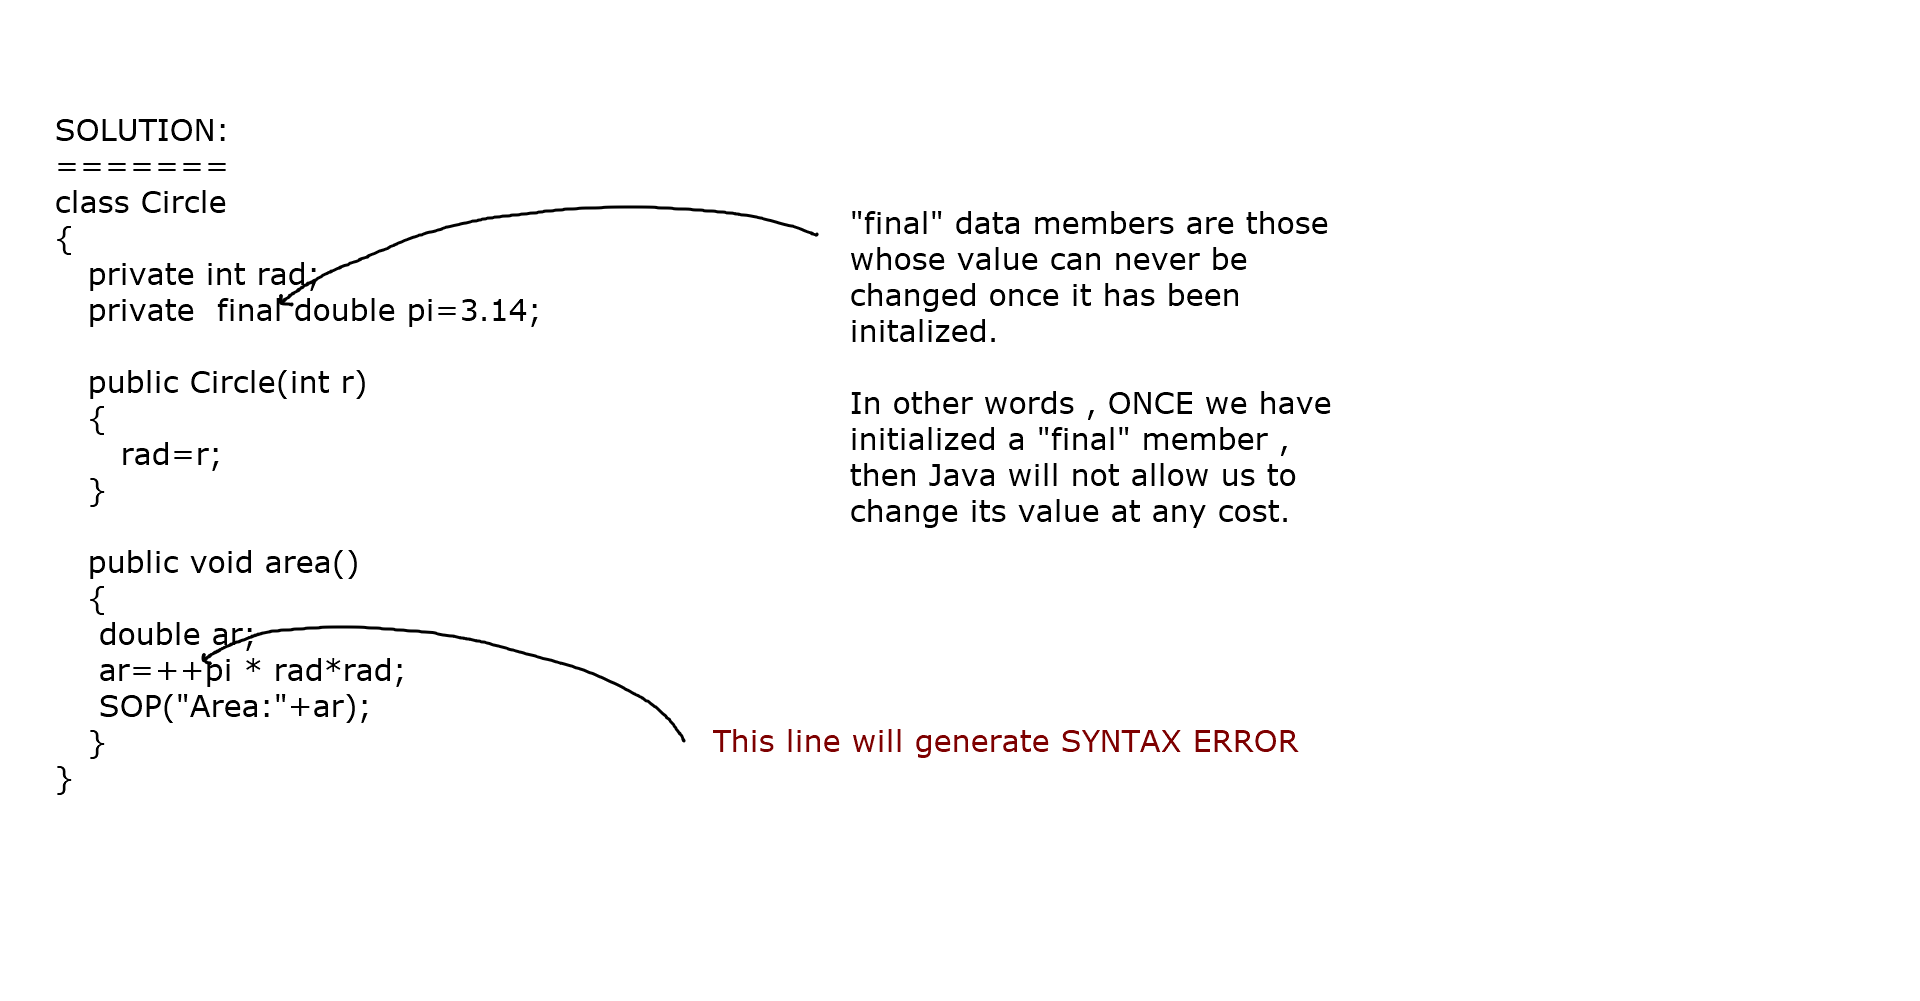 SOLUTION:
=======
class Circle
{
private int rad;
private  final double pi=3.14;
public Circle(int r)
{
rad=r;
}
public void area()
{
double ar;
ar=++pi * rad*rad;
SOP("Area:"+ar);
}
}
"final" data members are those
whose value can never be
changed once it has been
initalized.
In other words , ONCE we have
initialized a "final" member ,
then Java will not allow us to
change its value at any cost.
This line will generate SYNTAX ERROR